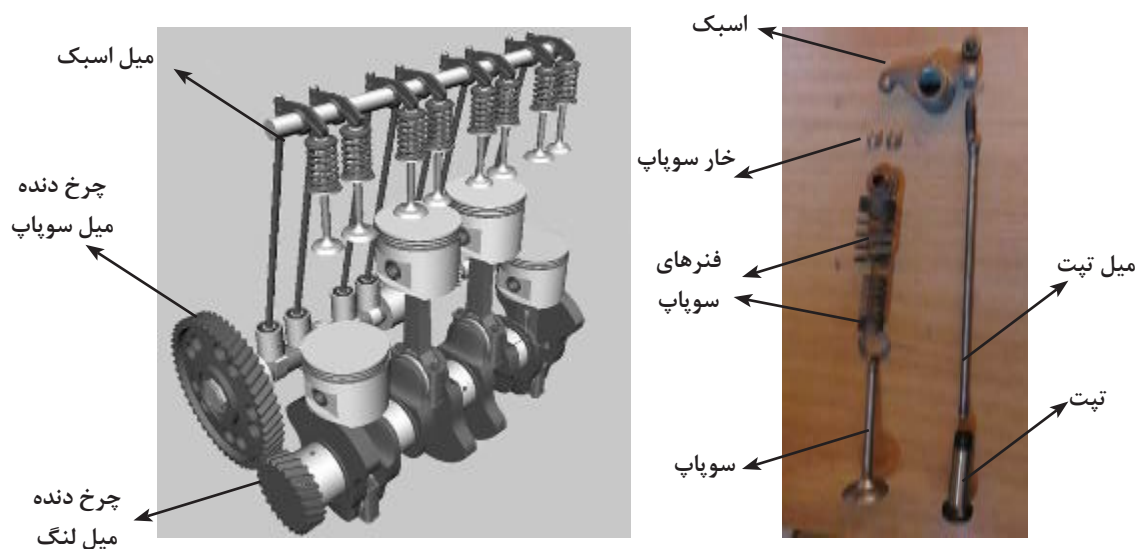 میل اسبک
چرخ دنده
میل سوپاپ
چرخ دنده
میل لنگ
اسبک
خار سوپاپ
فنرهای
سوپاپ
سوپاپ
میل تپت
تپت